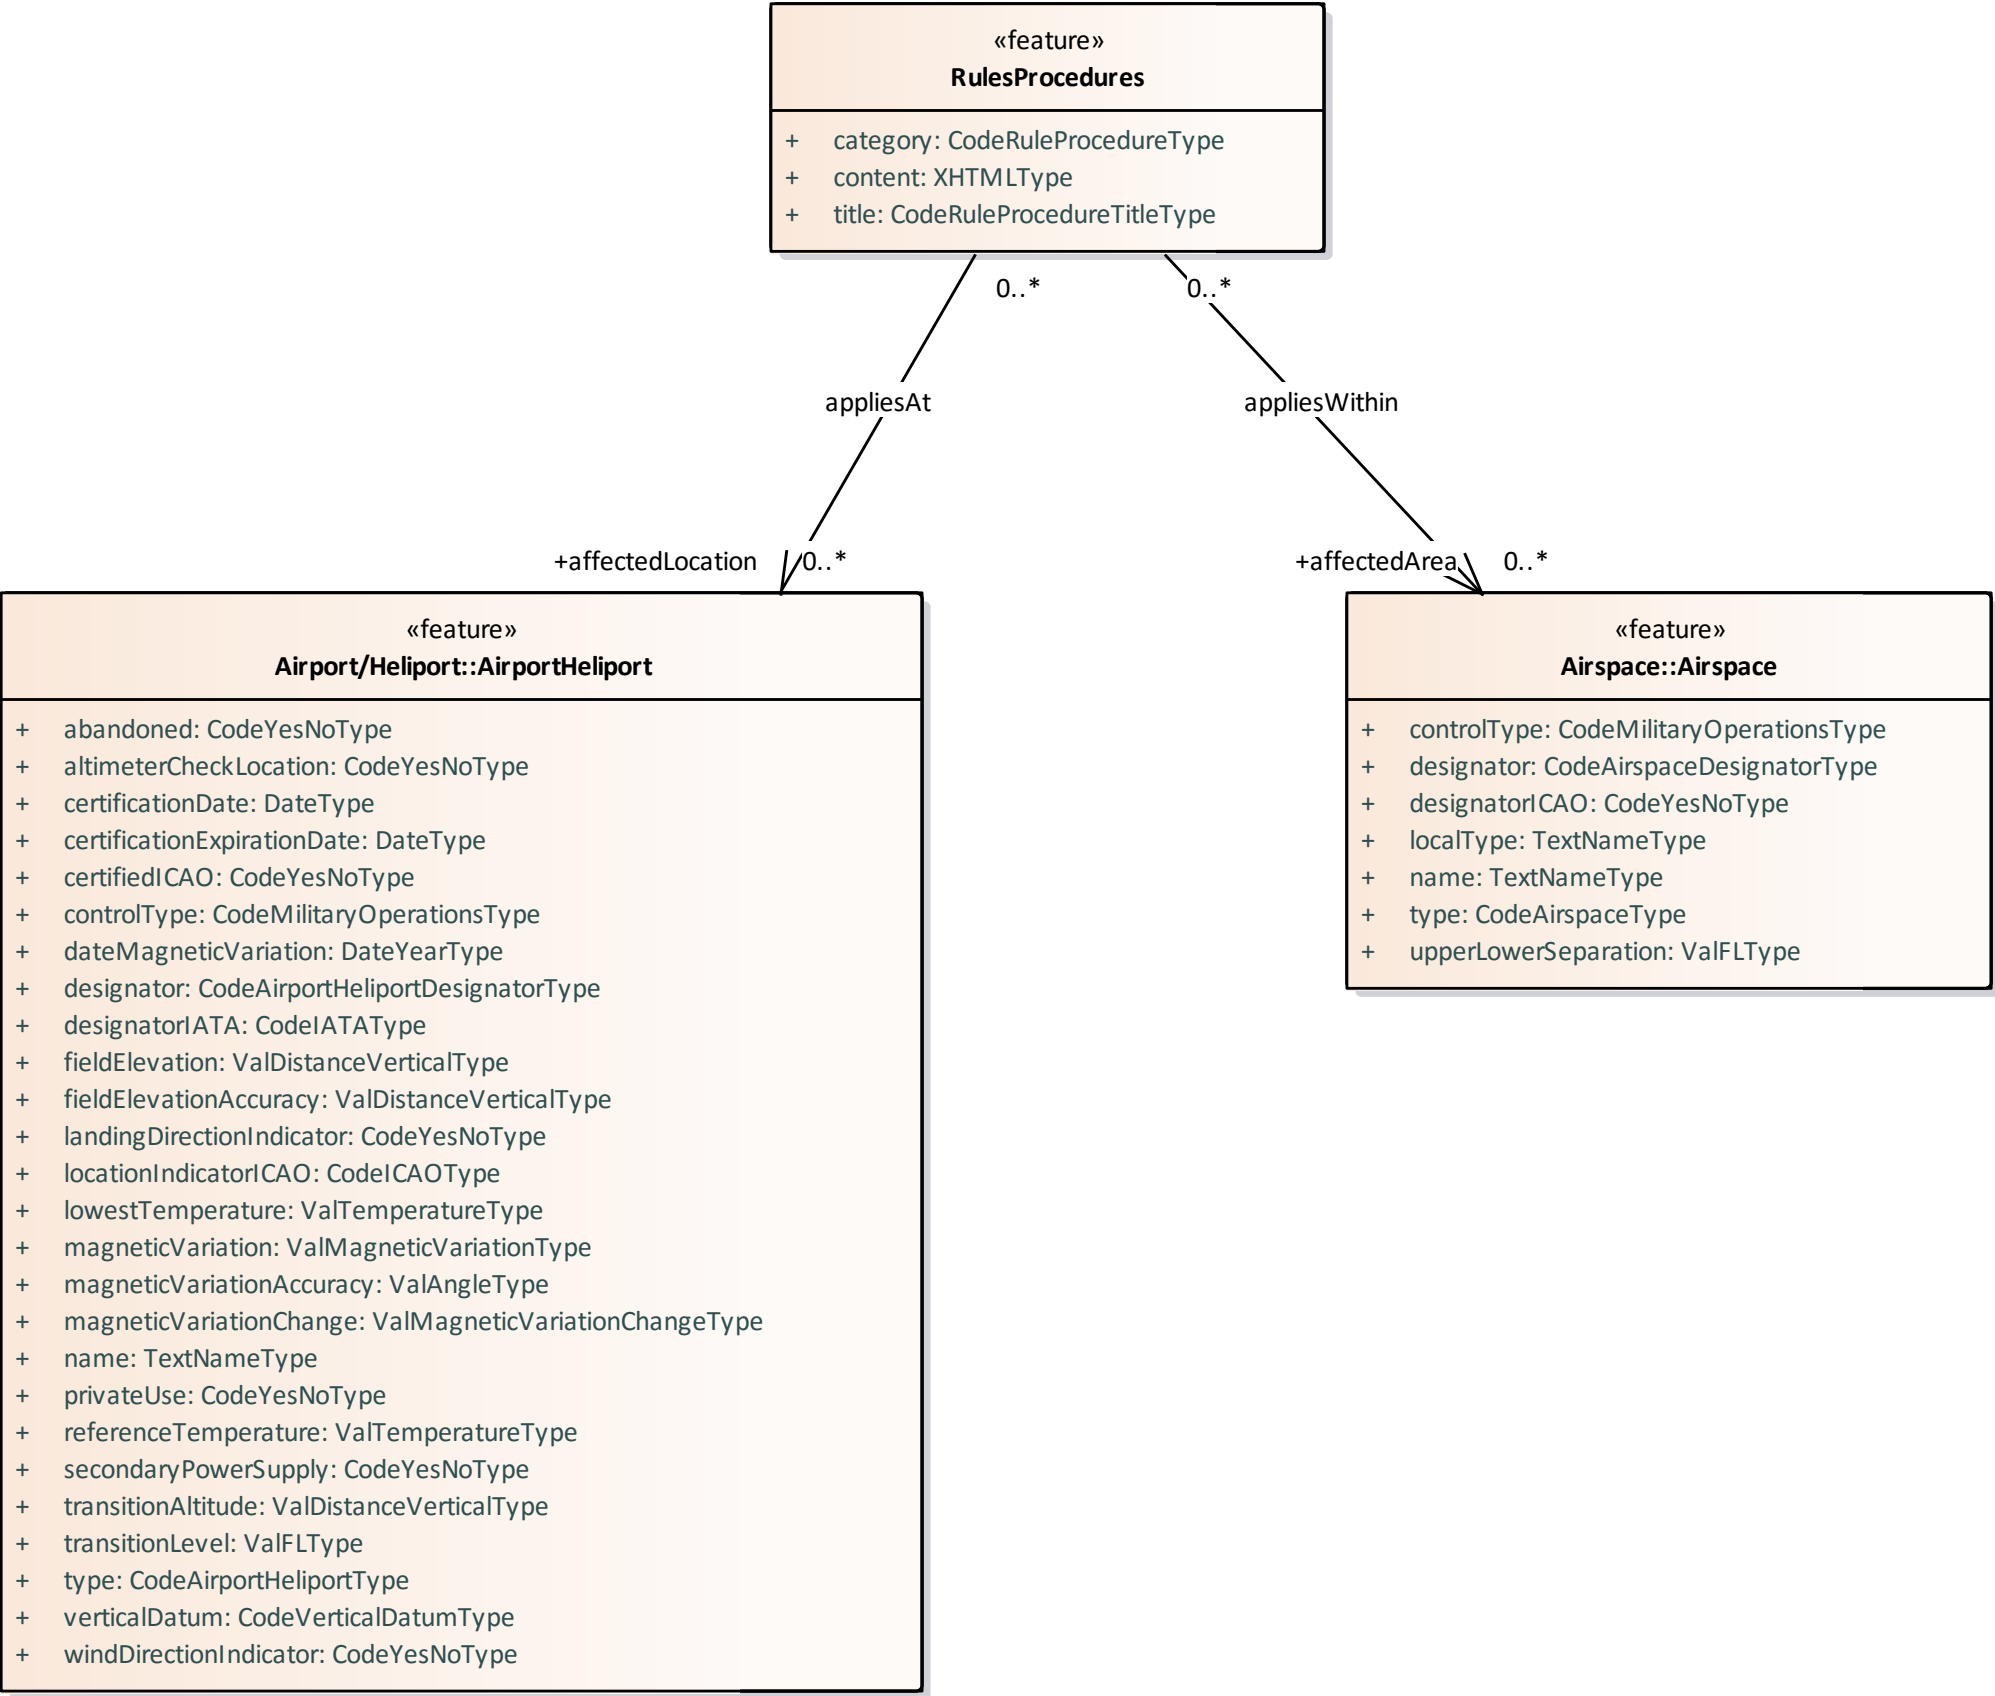 «feature»
RulesProcedures
+ category: CodeRuleProcedureType
+ content: XHTMLType
+ title: CodeRuleProcedureTitleType
0..*
0..*
appliesAt
appliesWithin
+affectedLocation
0..*
+affectedArea
0..*
«feature»
Airport/Heliport::AirportHeliport
+ abandoned: CodeYesNoType
+ altimeterCheckLocation: CodeYesNoType
+ certificationDate: DateType
+ certificationExpirationDate: DateType
+ certifiedICAO: CodeYesNoType
+ controlType: CodeMilitaryOperationsType
+ dateMagneticVariation: DateYearType
+ designator: CodeAirportHeliportDesignatorType
+ designatorIATA: CodeIATAType
+ fieldElevation: ValDistanceVerticalType
+ fieldElevationAccuracy: ValDistanceVerticalType
+ landingDirectionIndicator: CodeYesNoType
+ locationIndicatorICAO: CodeICAOType
+ lowestTemperature: ValTemperatureType
+ magneticVariation: ValMagneticVariationType
+ magneticVariationAccuracy: ValAngleType
+ magneticVariationChange: ValMagneticVariationChangeType
+ name: TextNameType
+ privateUse: CodeYesNoType
+ referenceTemperature: ValTemperatureType
+ secondaryPowerSupply: CodeYesNoType
+ transitionAltitude: ValDistanceVerticalType
+ transitionLevel: ValFLType
+ type: CodeAirportHeliportType
+ verticalDatum: CodeVerticalDatumType
+ windDirectionIndicator: CodeYesNoType
«feature»
Airspace::Airspace
+ controlType: CodeMilitaryOperationsType
+ designator: CodeAirspaceDesignatorType
+ designatorICAO: CodeYesNoType
+ localType: TextNameType
+ name: TextNameType
+ type: CodeAirspaceType
+ upperLowerSeparation: ValFLType